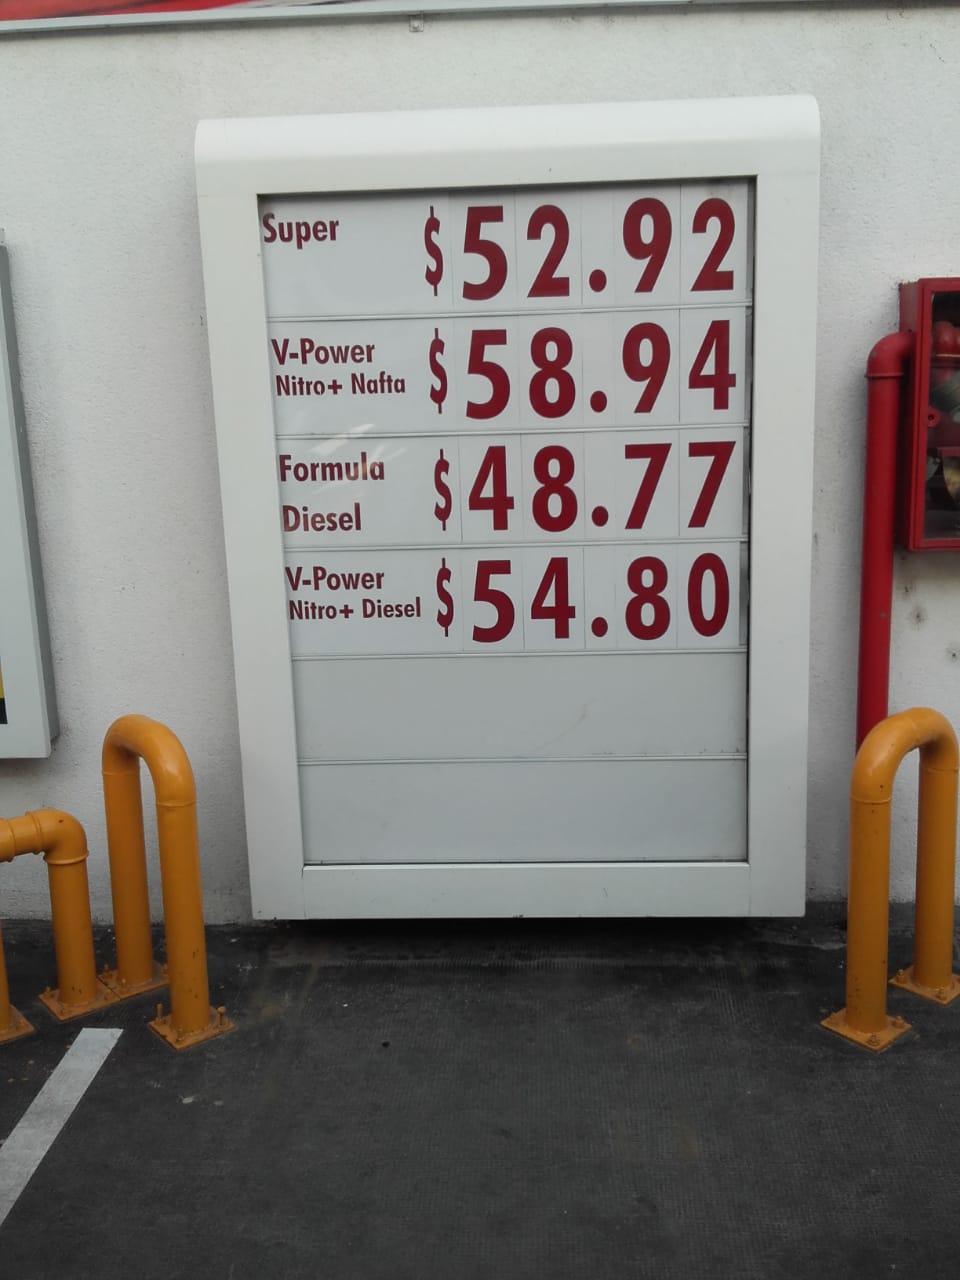 Super $52.92
V-Power
Nitro+ Nafta $58.94
Formula
Diesel $48.77
V-Power
Nitro+ Diesel $54.80